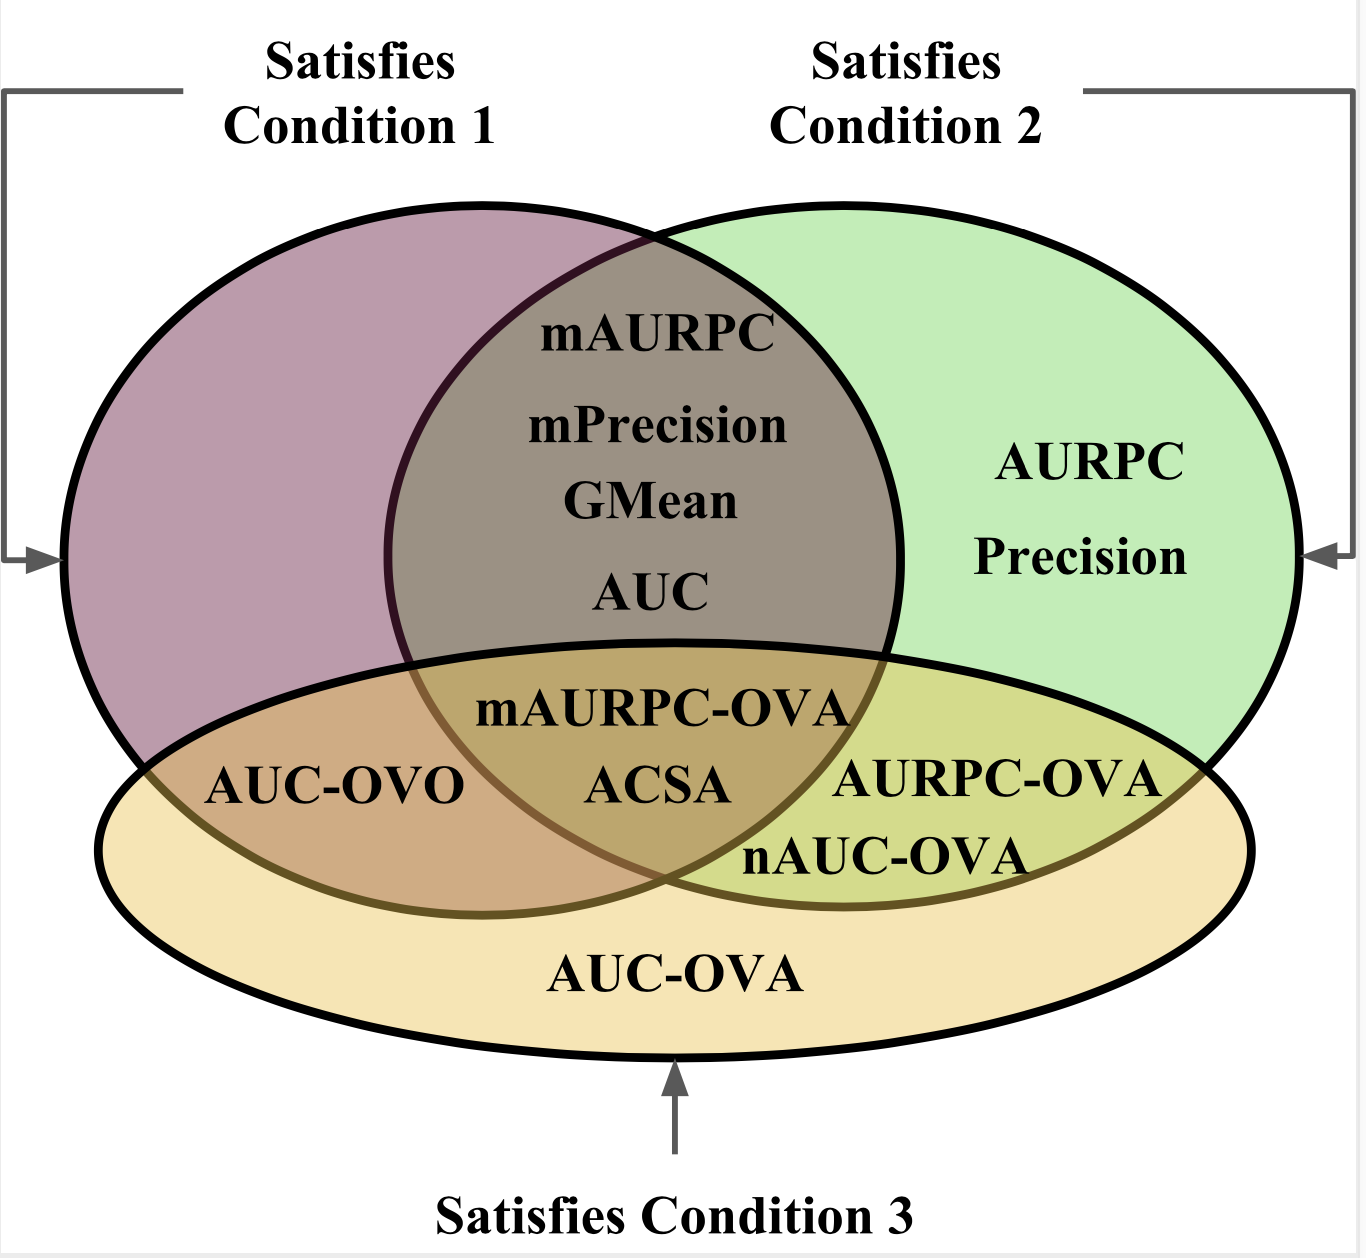 Satisfies
Condition 1
Satisfies
Condition 2
mAURPC
mPrecision
GMean
AUC
AURPC
Precision
mAURPC-OVA
ACSA
AUC-OVO
AURPC-OVA
nAUC-OVA
AUC-OVA
Satisfies Condition 3